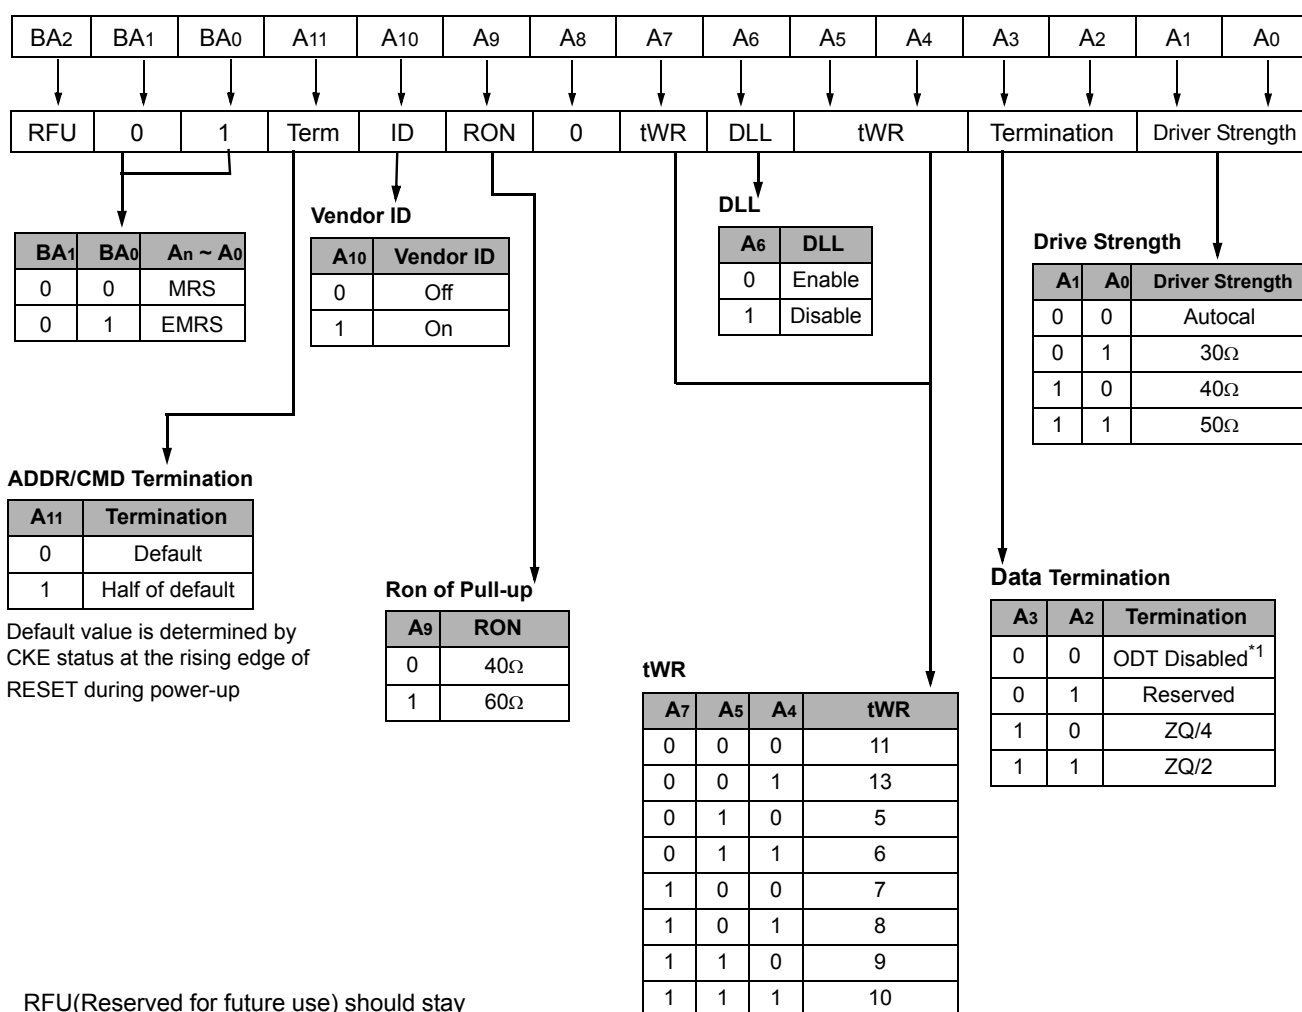 BA2 BA1 BA0 A11 A10 A9 A8 A7 A6 A5 A4 A3 A2 A1 A0
RFU 0 1 Term ID RON 0 tWR DLL tWR Termination Driver Strength
BA1 BA0 An ~ A0
0 0 MRS
0 1 EMRS
Vendor ID
A10 Vendor ID
0 Off
1 On
DLL
A6 DLL
0 Enable
1 Disable
Drive Strength
A1 A0 Driver Strength
0 0 Autocal
0 1 30Ω
1 0 40Ω
1 1 50Ω
ADDR/CMD Termination
A11 Termination
0 Default
1 Half of default
Default value is determined by
CKE status at the rising edge of
RESET during power-up
Ron of Pull-up
A9 RON
0 40Ω
1 60Ω
Data Termination
A3 A2 Termination
0 0 ODT Disabled*1
0 1 Reserved
1 0 ZQ/4
1 1 ZQ/2
tWR
A7 A5 A4 tWR
0 0 0 11
0 0 1 13
0 1 0 5
0 1 1 6
1 0 0 7
1 0 1 8
1 1 0 9
1 1 1 10
RFU(Reserved for future use) should stay